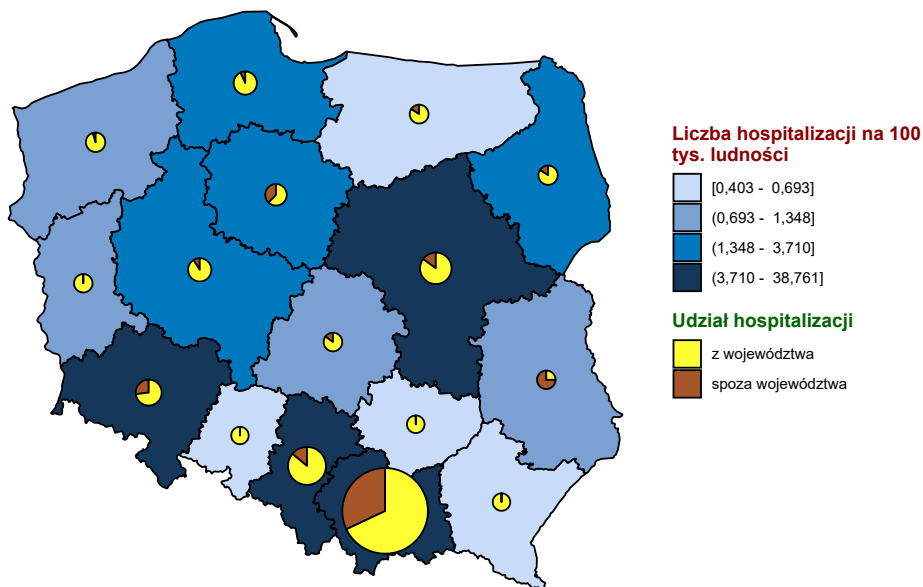 Liczba hospitalizacji na 100
tys. ludności
[0,403 - 0,693]
(0,693 - 1,348]
(1,348 - 3,710]
(3,710 - 38,761]
Udział hospitalizacji
z województwa
spoza województwa